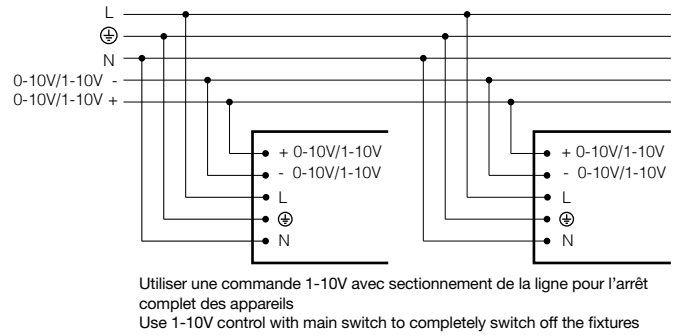 L
N
0-10V/1-10V -
0-10V/1-10V +
+ 0-10V/1-10V
- 0-10V/1-10V
L
N
+ 0-10V/1-10V
- 0-10V/1-10V
L
N
Utiliser une commande 1-10V avec sectionnement de la ligne pour l’arrêt
complet des appareils
Use 1-10V control with main switch to completely switch off the fixtures